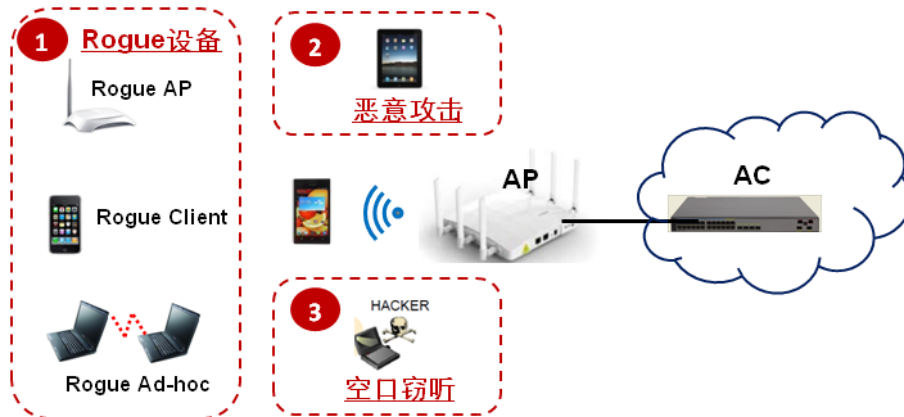 1 Rogue设备
Rogue AP
Rogue Client
Rogue Ad-hoc
2
恶意攻击
AP
AC
3
HACKER
空口窃听